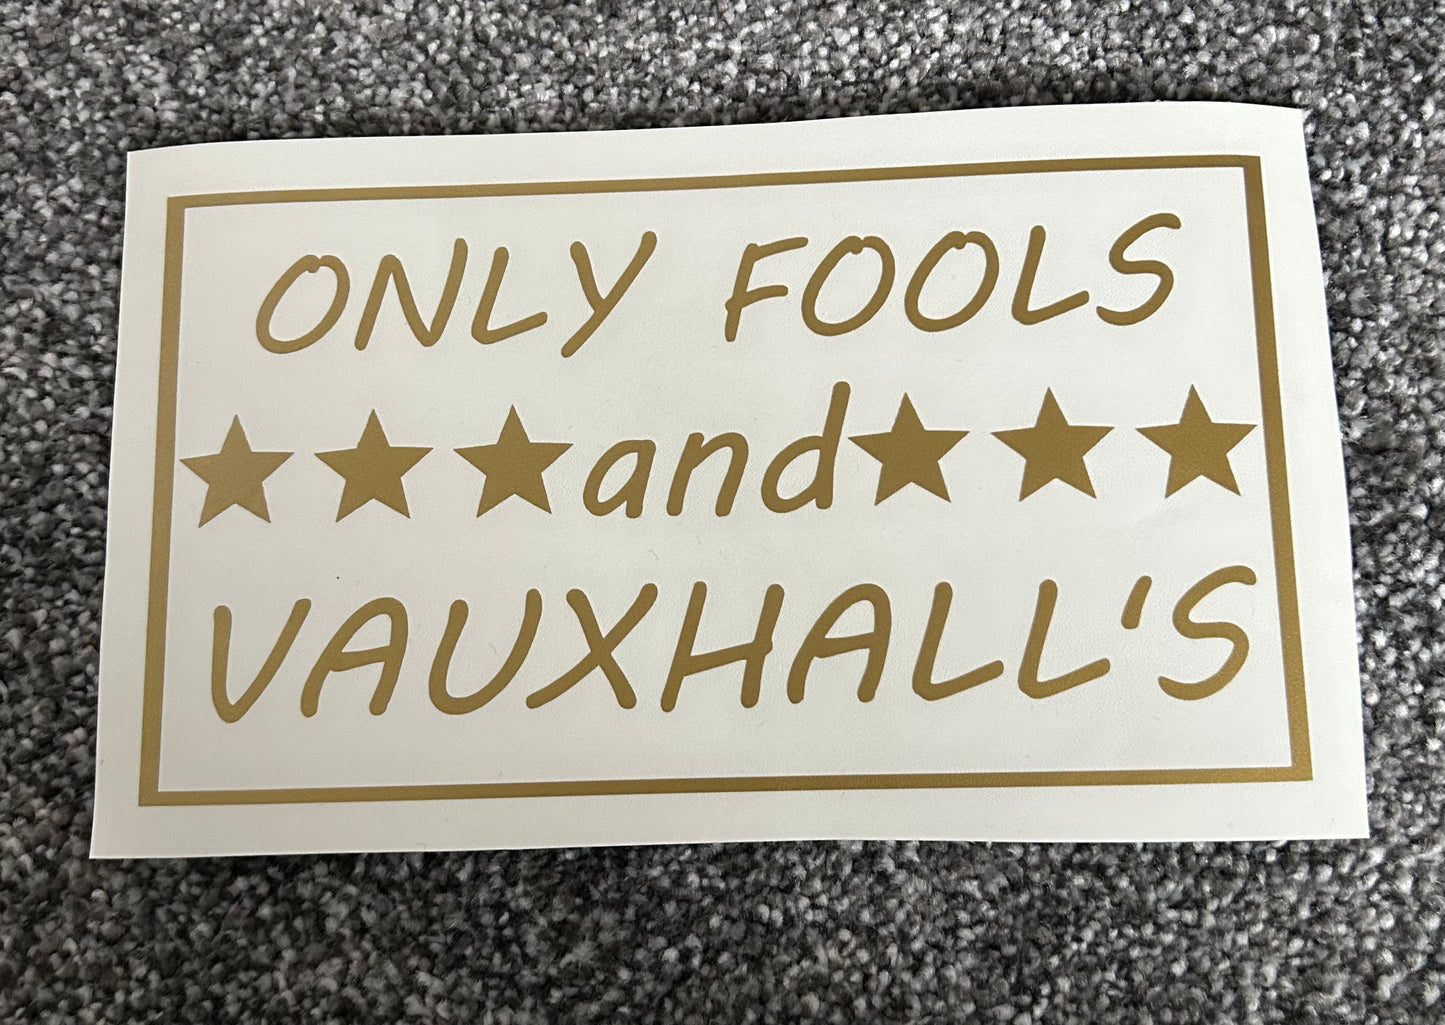 ONLY FOOLS
★★★and★★★
VAUXHALL'S